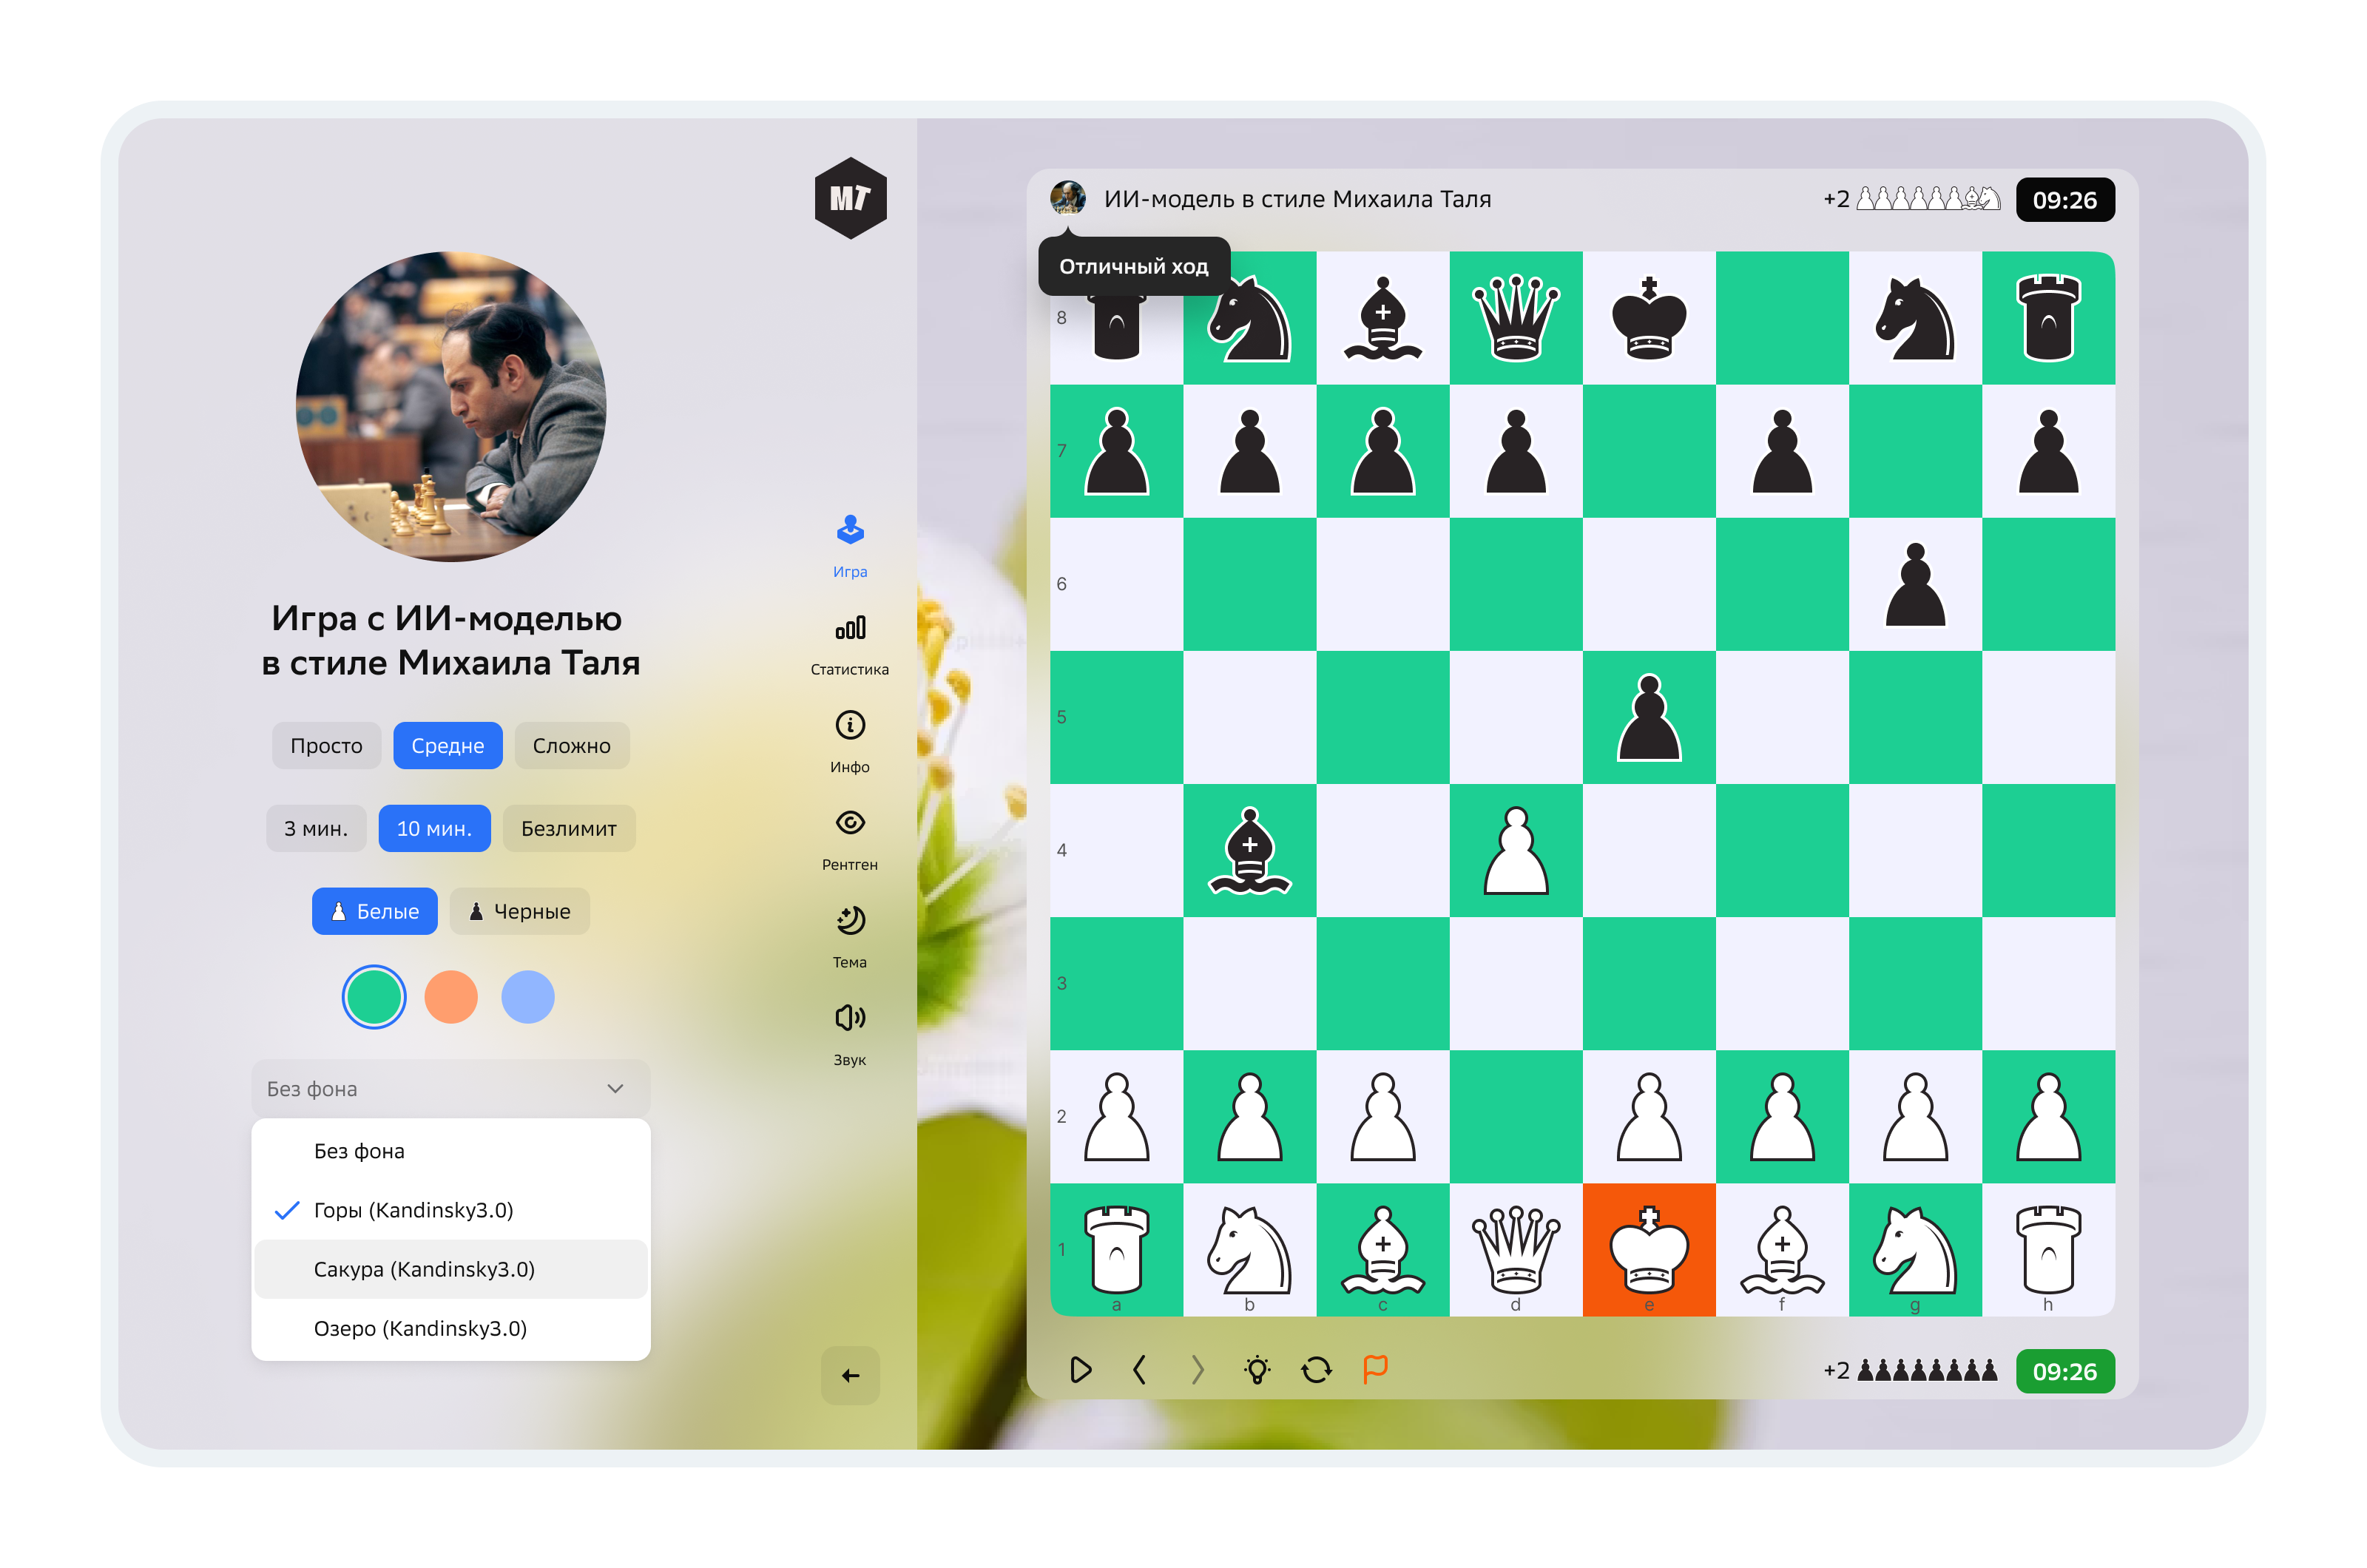 МТ
Игра с ИИ-моделью
в стиле Михаила Таля
Просто Средне Сложно
3 мин. 10 мин. Безлимит
Белые Черные
Без фона
Без фона
Горы (Kandinsky3.0)
Сакура (Kandinsky3.0)
Озеро (Kandinsky3.0)
Игра
Статистика
Инфо
Рентген
Тема
Звук
ИИ-модель в стиле Михаила Таля
+2 09:26
Отличный ход
8
7
6
5
4
3
2
1
a b c d e f g h
+2 09:26